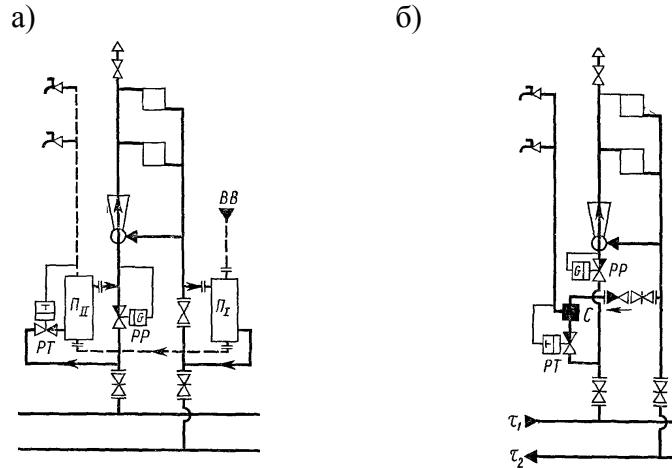 а) б)
ВВ
П_II П_I
РТ РР
G
T
G РР
С
T
РТ
τ₁
τ₂